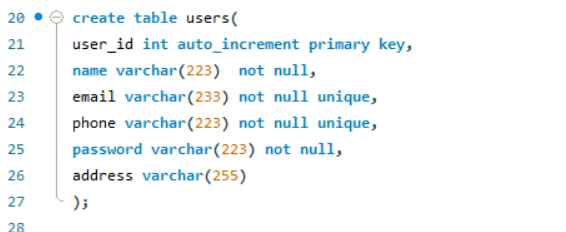 20 create table users(
21 user_id int auto_increment primary key,
22 name varchar(223)  not null,
23 email varchar(233) not null unique,
24 phone varchar(223) not null unique,
25 password varchar(223) not null,
26 address varchar(255)
27 );
28